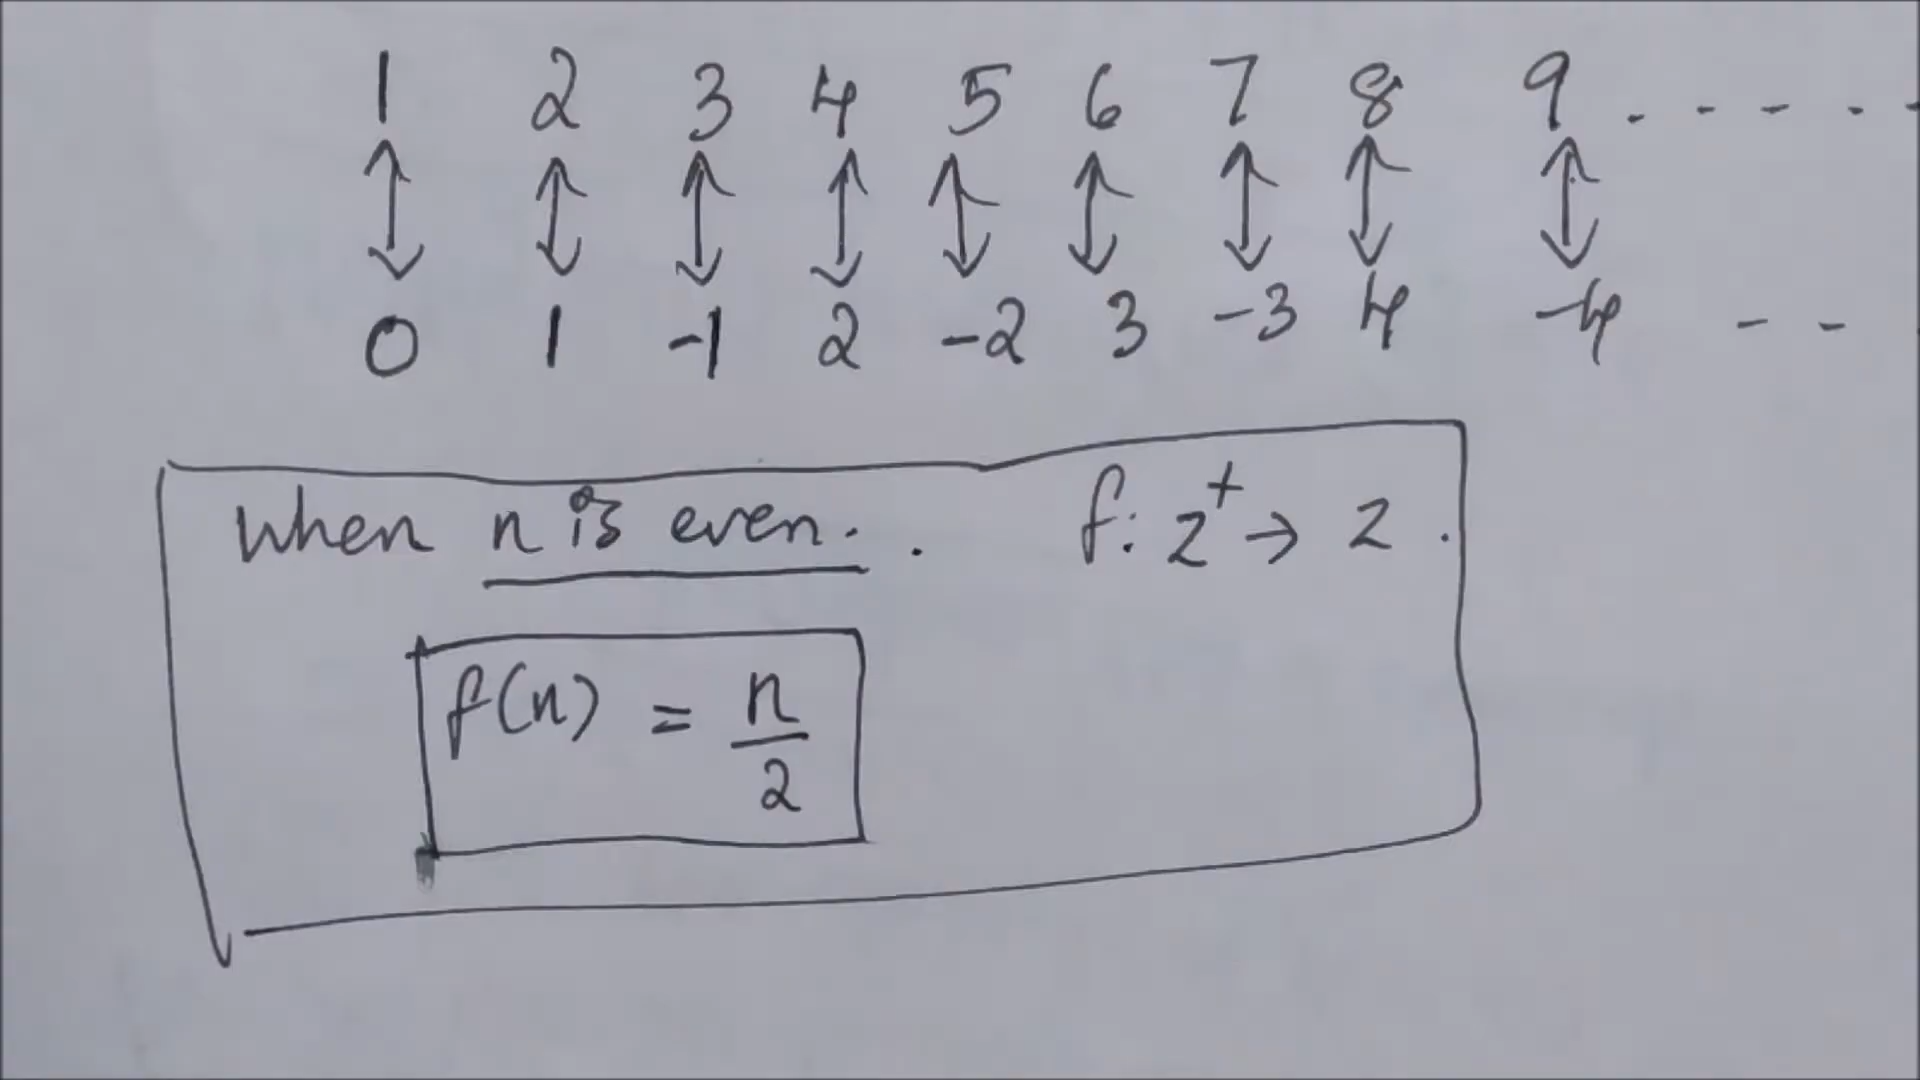 1 2 3 4 5 6 7 8 9 . - - - -
0 1 -1 2 -2 3 -3 4 -4 - - -
when n is even. . f: Z⁺ → Z .
f(n) = n/2